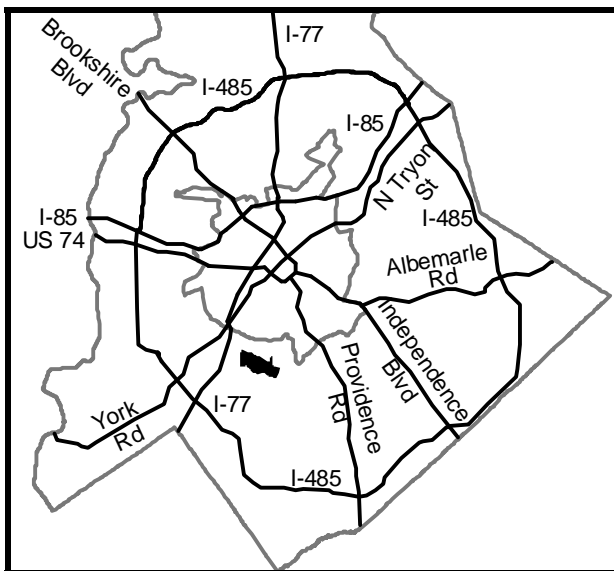 I-77
Brookshire
Blvd
I-485
I-85
N Tryon
St
I-85
US 74
I-485
Albemarle
Rd
Independence
Blvd
Providence
Rd
York
Rd
I-77
I-485